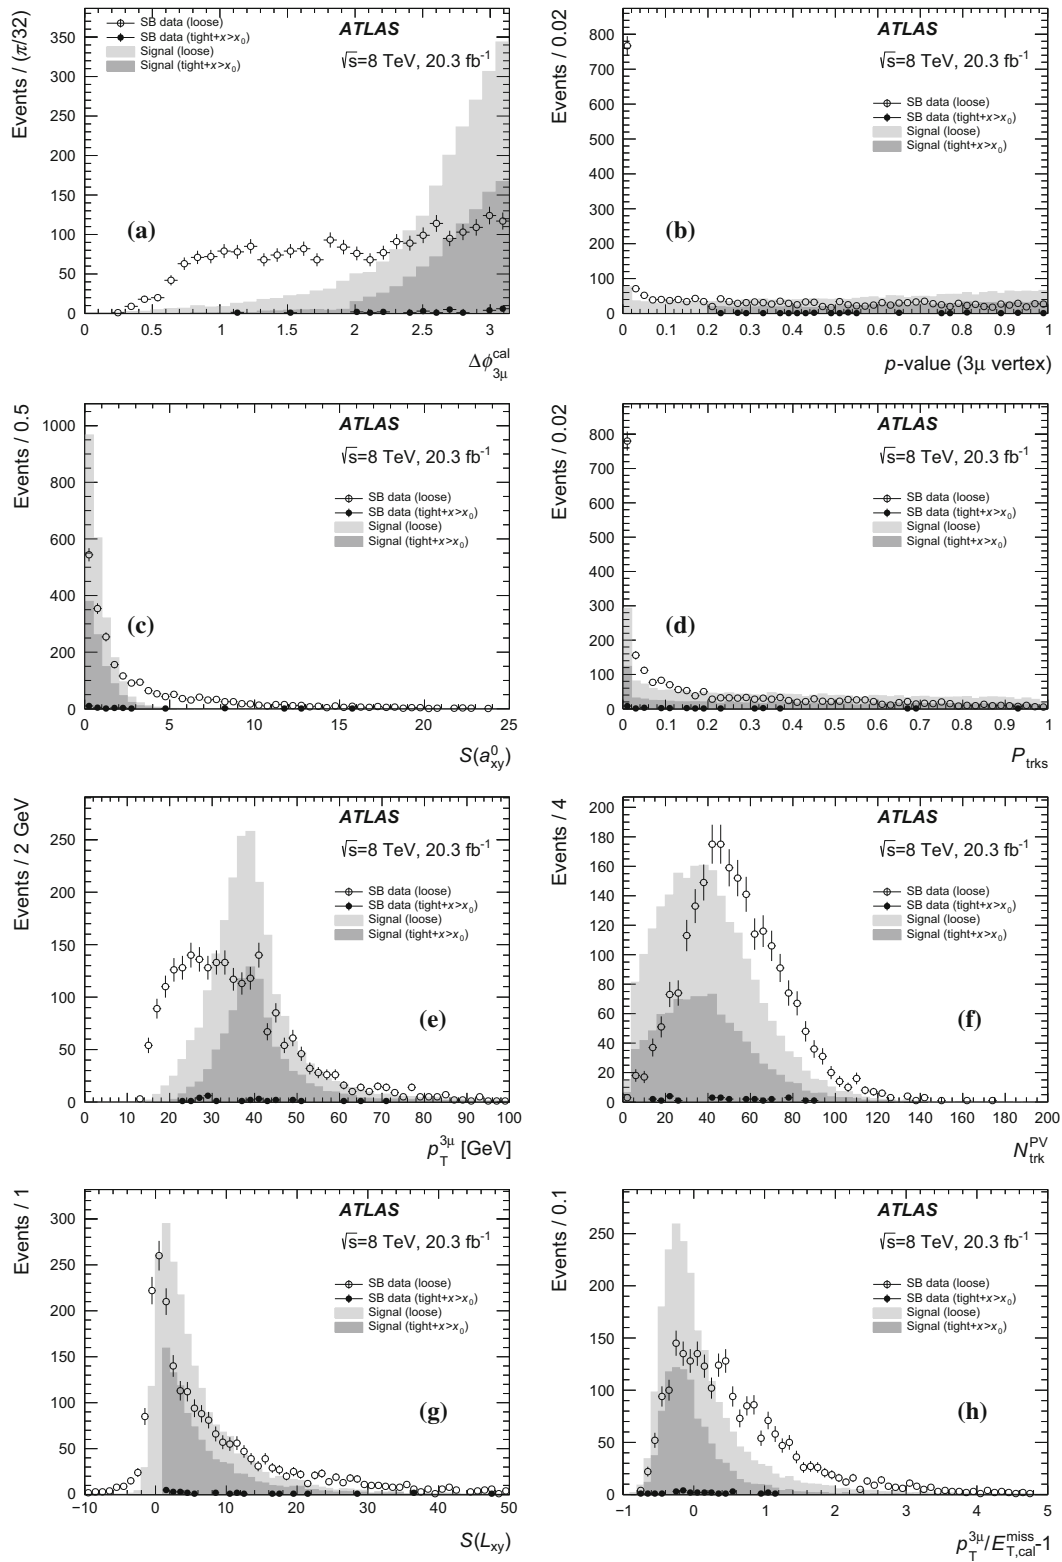 Events / (π/32)
SB data (loose)
SB data (tight+x>x₀)
Signal (loose)
Signal (tight+x>x₀)
ATLAS
√s=8 TeV, 20.3 fb⁻¹
(a)
350
300
250
200
150
100
50
0
0 0.5 1 1.5 2 2.5 3
Δϕ^cal_3μ
Events / 0.02
ATLAS
√s=8 TeV, 20.3 fb⁻¹
SB data (loose)
SB data (tight+x>x₀)
Signal (loose)
Signal (tight+x>x₀)
(b)
800
700
600
500
400
300
200
100
0
0 0.1 0.2 0.3 0.4 0.5 0.6 0.7 0.8 0.9 1
p-value (3μ vertex)
Events / 0.5
ATLAS
√s=8 TeV, 20.3 fb⁻¹
SB data (loose)
SB data (tight+x>x₀)
Signal (loose)
Signal (tight+x>x₀)
(c)
1000
800
600
400
200
0
0 5 10 15 20 25
S(a⁰_xy)
Events / 0.02
ATLAS
√s=8 TeV, 20.3 fb⁻¹
SB data (loose)
SB data (tight+x>x₀)
Signal (loose)
Signal (tight+x>x₀)
(d)
800
700
600
500
400
300
200
100
0
0 0.1 0.2 0.3 0.4 0.5 0.6 0.7 0.8 0.9 1
P_trks
Events / 2 GeV
ATLAS
√s=8 TeV, 20.3 fb⁻¹
SB data (loose)
SB data (tight+x>x₀)
Signal (loose)
Signal (tight+x>x₀)
(e)
250
200
150
100
50
0
0 10 20 30 40 50 60 70 80 90 100
p_T^3μ [GeV]
Events / 4
ATLAS
√s=8 TeV, 20.3 fb⁻¹
SB data (loose)
SB data (tight+x>x₀)
Signal (loose)
Signal (tight+x>x₀)
(f)
200
180
160
140
120
100
80
60
40
20
0
0 20 40 60 80 100 120 140 160 180 200
N_trk^PV
Events / 1
ATLAS
√s=8 TeV, 20.3 fb⁻¹
SB data (loose)
SB data (tight+x>x₀)
Signal (loose)
Signal (tight+x>x₀)
(g)
300
250
200
150
100
50
0
−10 0 10 20 30 40 50
S(L_xy)
Events / 0.1
ATLAS
√s=8 TeV, 20.3 fb⁻¹
SB data (loose)
SB data (tight+x>x₀)
Signal (loose)
Signal (tight+x>x₀)
(h)
250
200
150
100
50
0
−1 0 1 2 3 4 5
p_T^3μ/E_T,cal^miss-1